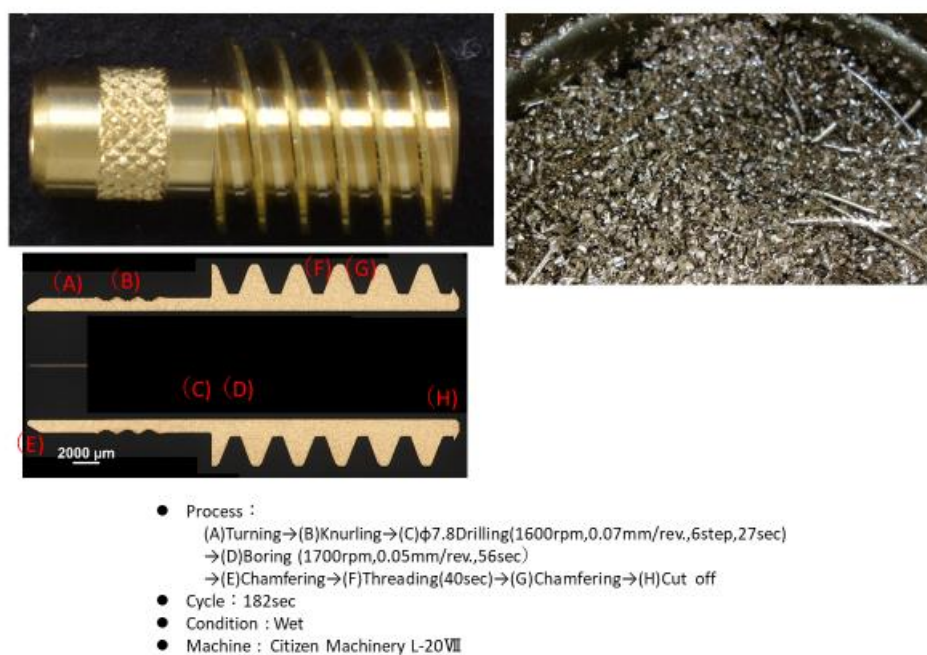 (A)
(B)
(F)
(G)
(C)
(D)
(H)
(E)
2000 µm
● Process：
(A)Turning→(B)Knurling→(C)φ7.8Drilling(1600rpm,0.07mm/rev.,6step,27sec)
→(D)Boring (1700rpm,0.05mm/rev.,56sec）
→(E)Chamfering→(F)Threading(40sec)→(G)Chamfering→(H)Cut off
● Cycle：182sec
● Condition : Wet
● Machine : Citizen Machinery L-20Ⅷ